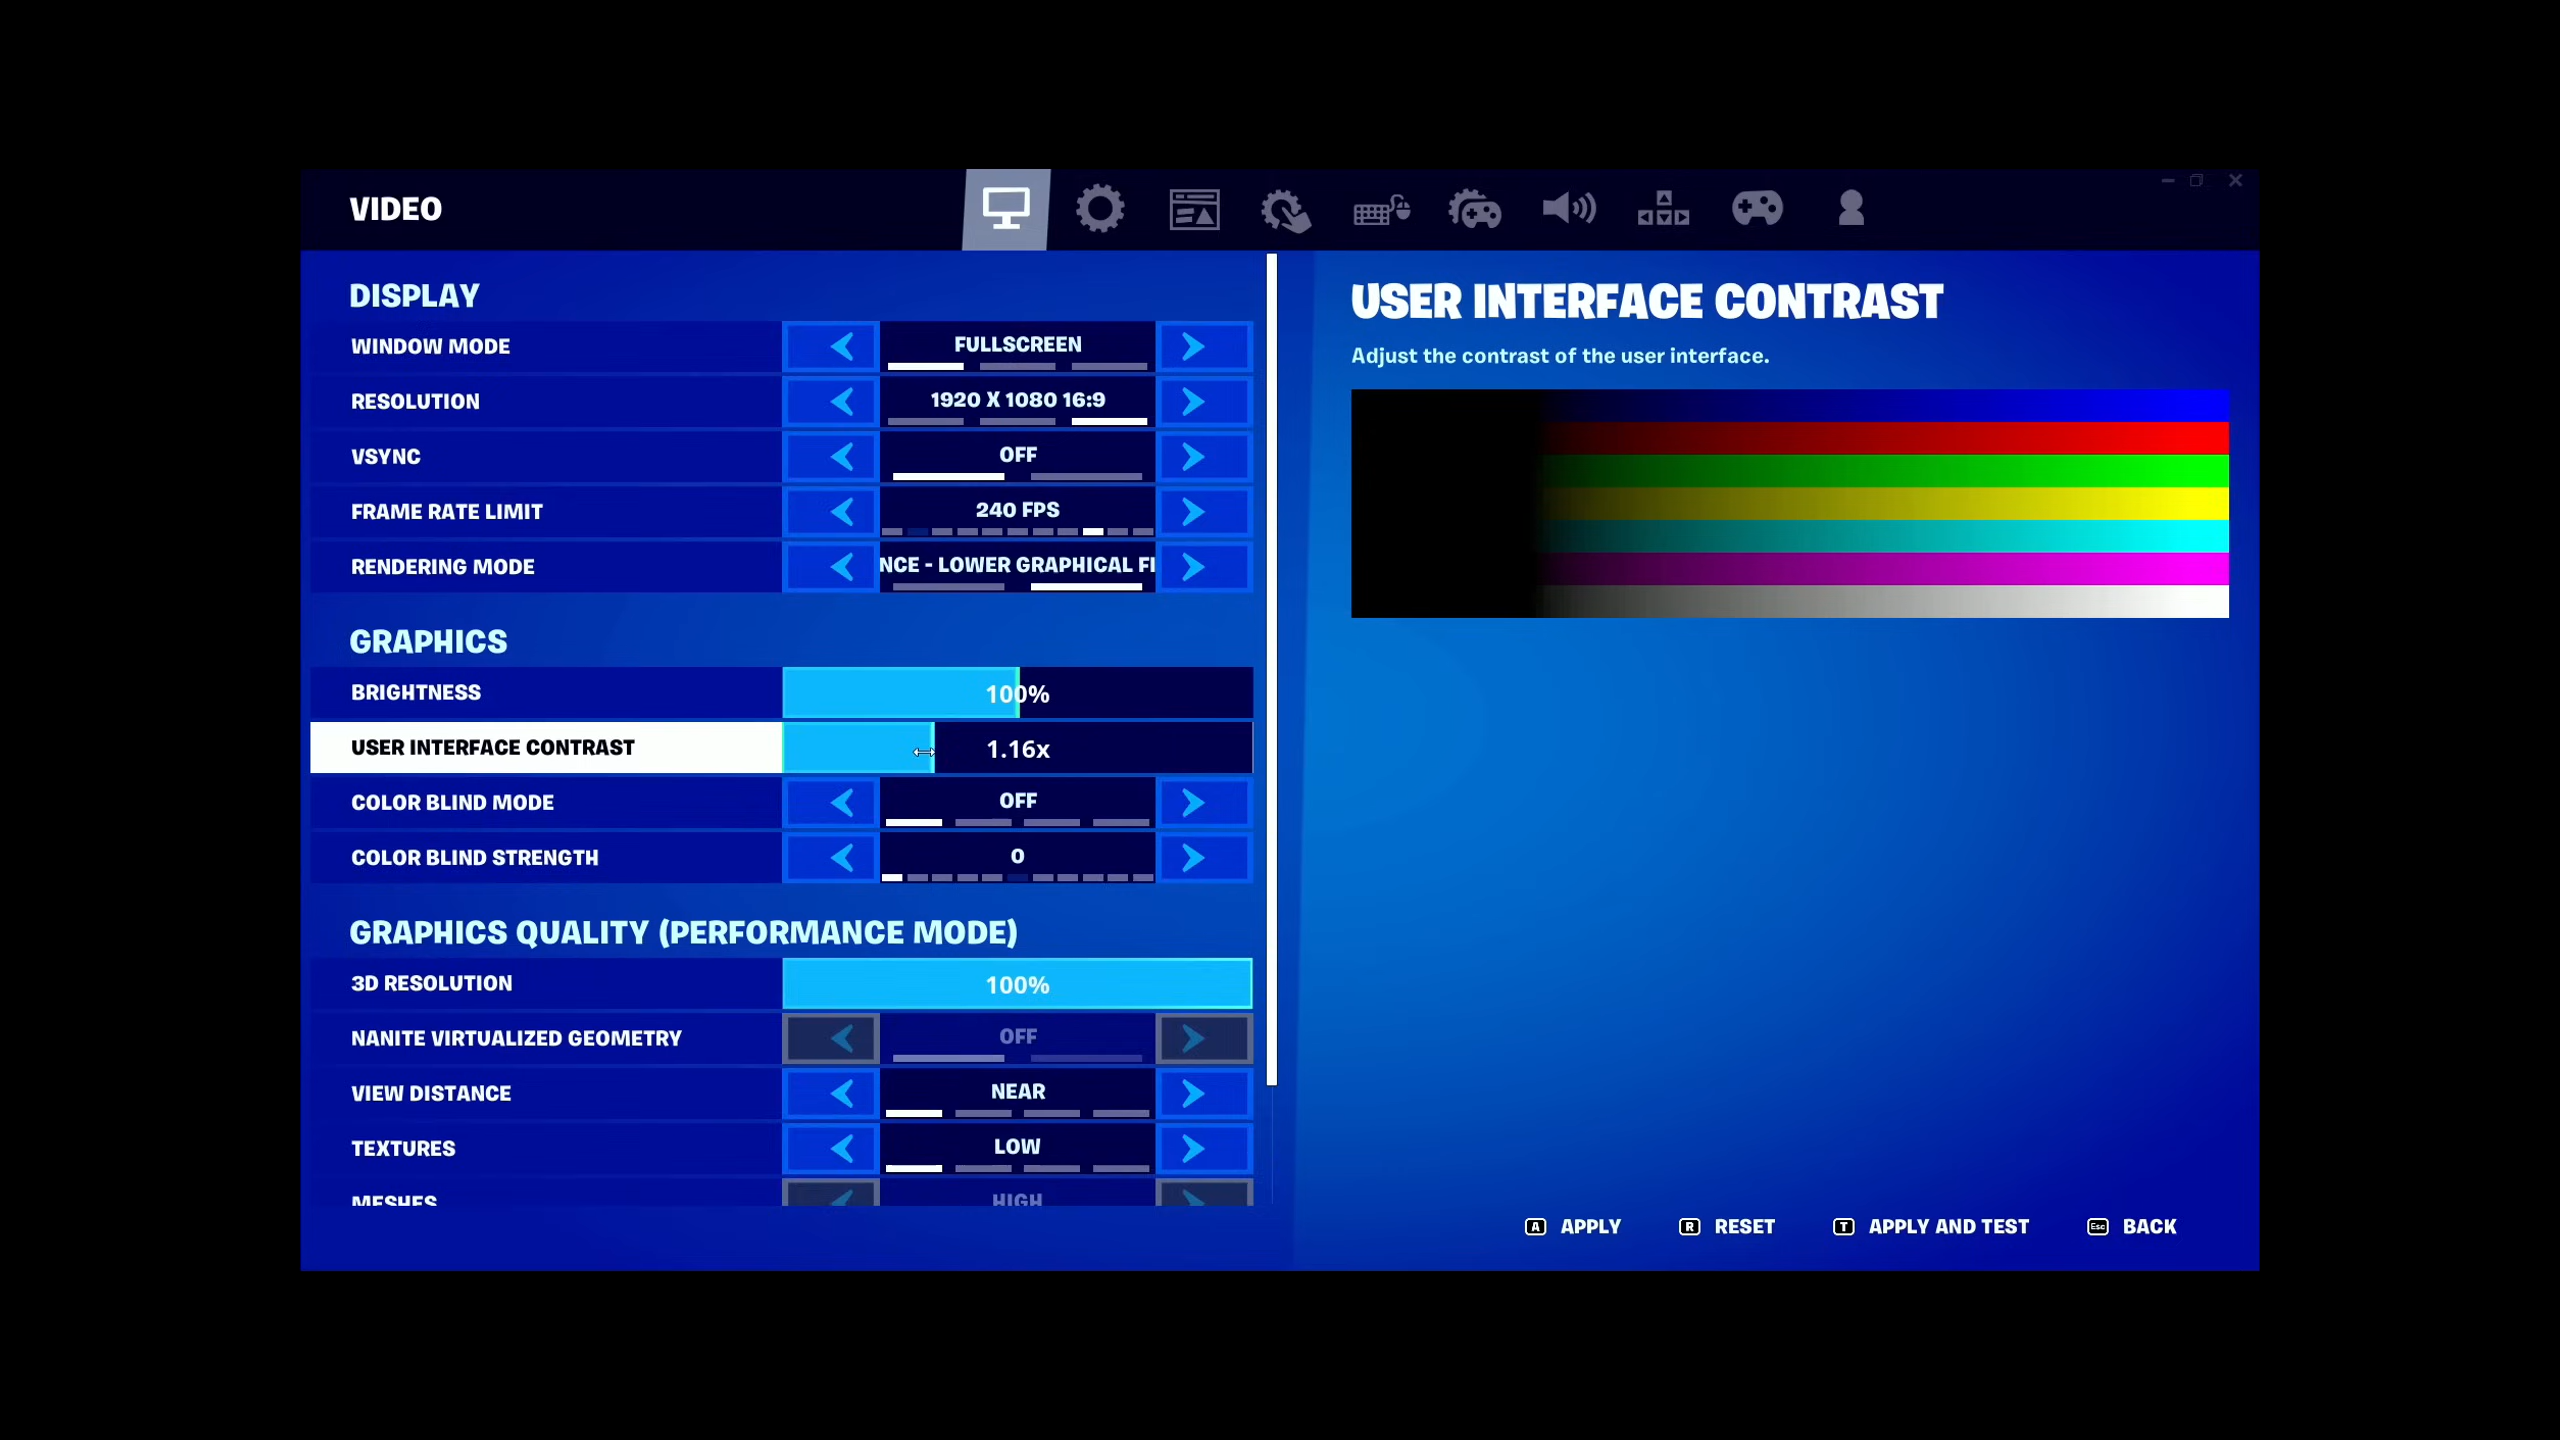 VIDEO
DISPLAY
WINDOW MODE
FULLSCREEN
RESOLUTION
1920 X 1080 16:9
VSYNC
OFF
FRAME RATE LIMIT
240 FPS
RENDERING MODE
NCE - LOWER GRAPHICAL FI
GRAPHICS
BRIGHTNESS
100%
USER INTERFACE CONTRAST
1.16x
COLOR BLIND MODE
OFF
COLOR BLIND STRENGTH
0
GRAPHICS QUALITY (PERFORMANCE MODE)
3D RESOLUTION
100%
NANITE VIRTUALIZED GEOMETRY
OFF
VIEW DISTANCE
NEAR
TEXTURES
LOW
MESHES
HIGH
USER INTERFACE CONTRAST
Adjust the contrast of the user interface.
A APPLY
R RESET
T APPLY AND TEST
Esc BACK